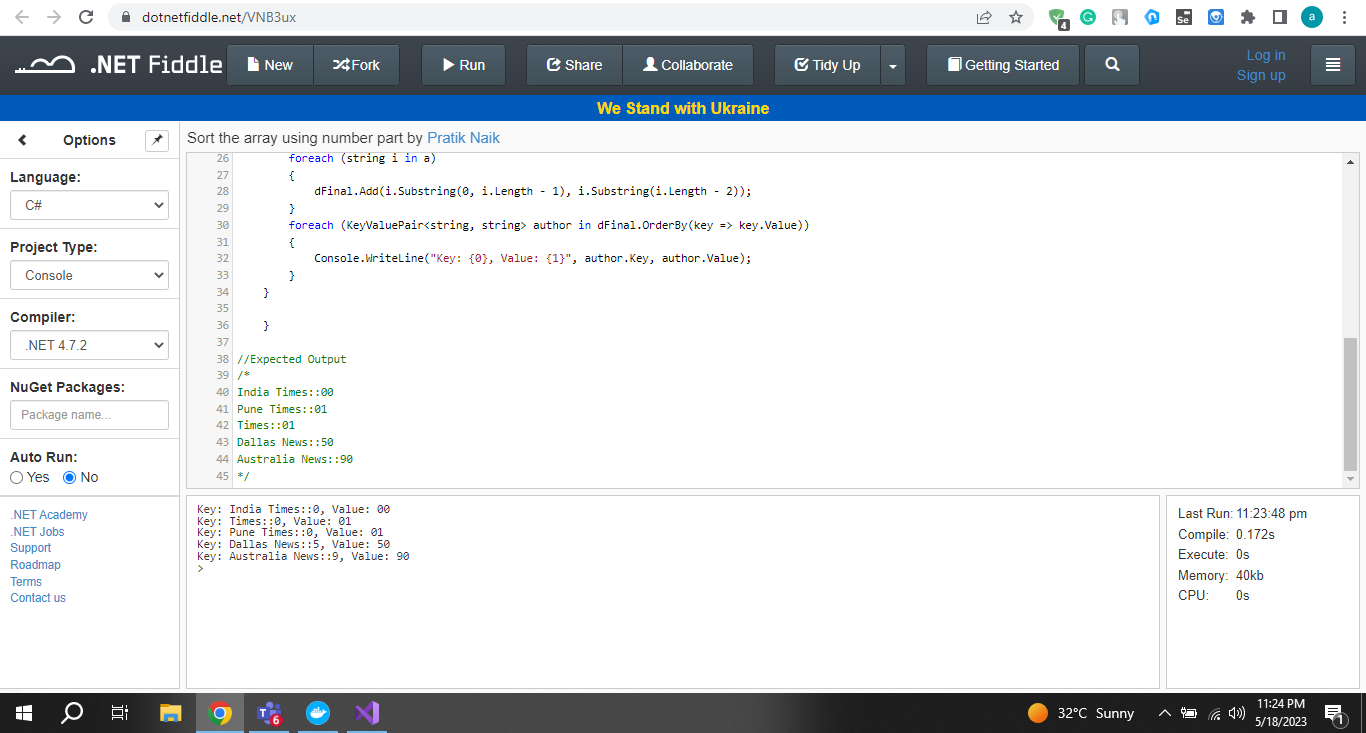 dotnetfiddle.net/VNB3ux
4
Se
a
.NET Fiddle
New
Fork
Run
Share
Collaborate
Tidy Up
Getting Started
Log in
Sign up
We Stand with Ukraine
Options
Language:
C#
Project Type:
Console
Compiler:
.NET 4.7.2
NuGet Packages:
Package name...
Auto Run:
Yes No
.NET Academy
.NET Jobs
Support
Roadmap
Terms
Contact us
Sort the array using number part by Pratik Naik
26 foreach (string i in a)
27 {
28 dFinal.Add(i.Substring(0, i.Length - 1), i.Substring(i.Length - 2));
29 }
30 foreach (KeyValuePair<string, string> author in dFinal.OrderBy(key => key.Value))
31 {
32 Console.WriteLine("Key: {0}, Value: {1}", author.Key, author.Value);
33 }
34 }
35
36 }
37
38 //Expected Output
39 /*
40 India Times::00
41 Pune Times::01
42 Times::01
43 Dallas News::50
44 Australia News::90
45 */
Key: India Times::0, Value: 00
Key: Times::0, Value: 01
Key: Pune Times::0, Value: 01
Key: Dallas News::5, Value: 50
Key: Australia News::9, Value: 90
>
Last Run: 11:23:48 pm
Compile: 0.172s
Execute: 0s
Memory: 40kb
CPU: 0s
T
6
32°C Sunny
11:24 PM
5/18/2023
1